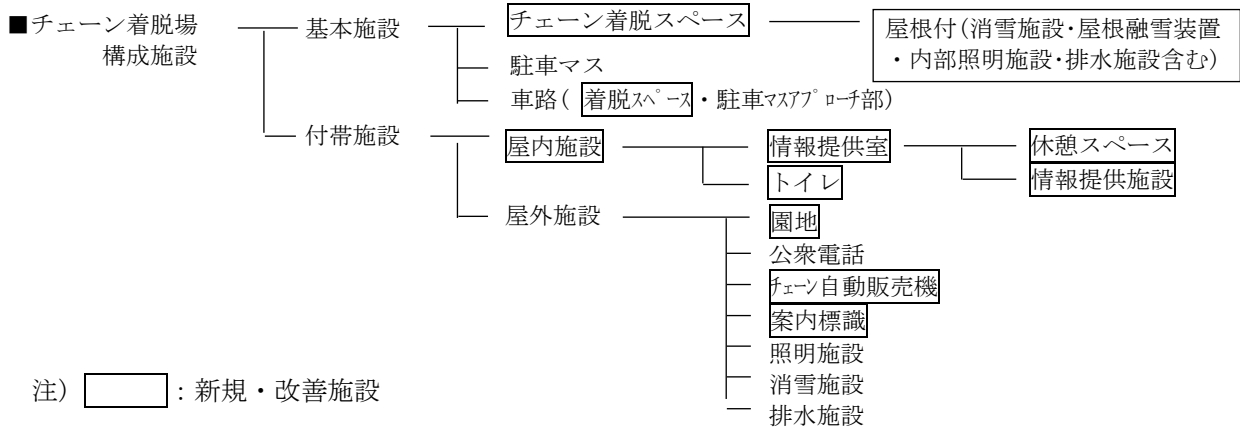 ■チェーン着脱場 基本施設 チェーン着脱スペース 屋根付(消雪施設・屋根融雪装置
構成施設 ・内部照明施設・排水施設含む)
駐車マス
車路( 着脱スペース・駐車マスアプローチ部)
付帯施設 屋内施設 情報提供室 休憩スペース
トイレ 情報提供施設
屋外施設 園地
公衆電話
チェーン自動販売機
案内標識
照明施設
消雪施設
排水施設
注) : 新規・改善施設